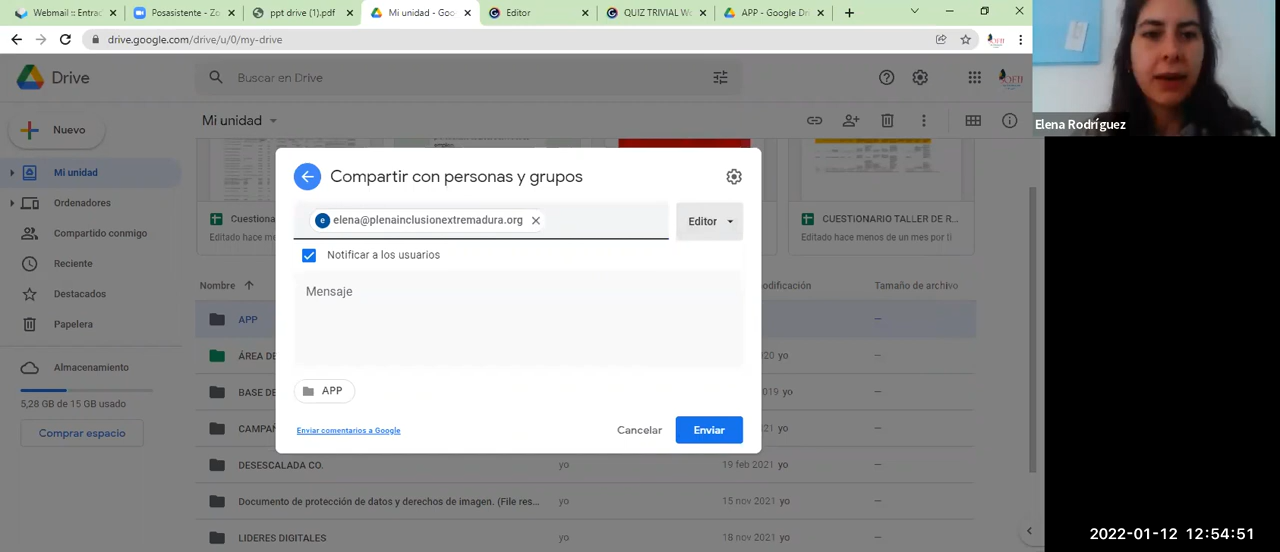 Webmail :: Entrac
Posasistente - Zo
ppt drive (1).pdf
Mi unidad - Goo
Editor
QUIZ TRIVIAL Wo
APP - Google Dr
drive.google.com/drive/u/0/my-drive
Drive
Buscar en Drive
Elena Rodríguez
Nuevo
Mi unidad
Mi unidad
Ordenadores
Compartido conmigo
Reciente
Destacados
Papelera
Almacenamiento
5,28 GB de 15 GB usado
Comprar espacio
Compartir con personas y grupos
e elena@plenainclusionextremadura.org
Editor
Notificar a los usuarios
Mensaje
APP
Enviar comentarios a Google
Cancelar
Enviar
Cuestiona
Editado hace m
CUESTIONARIO TALLER DE R...
Editado hace menos de un mes por ti
Nombre
odificación
Tamaño de archivo
APP
—
ÁREA DE
020 yo
—
BASE DE
2019 yo
—
CAMPAÑ
yo
—
DESESCALADA CO.
yo
19 feb 2021 yo
—
Documento de protección de datos y derechos de imagen. (File res...
yo
15 nov 2021 yo
—
LIDERES DIGITALES
yo
18 nov 2021 yo
—
2022-01-12 12:54:51